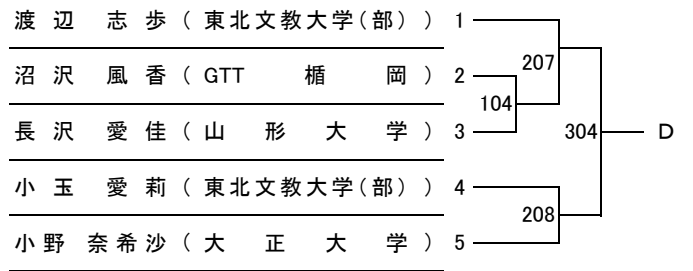 渡辺 志歩(東北文教大学(部))1
207
沼沢 風香(GTT 楯岡)2
104
長沢 愛佳(山形大学)3
304 D
小玉 愛莉(東北文教大学(部))4
208
小野 奈希沙(大正大学)5